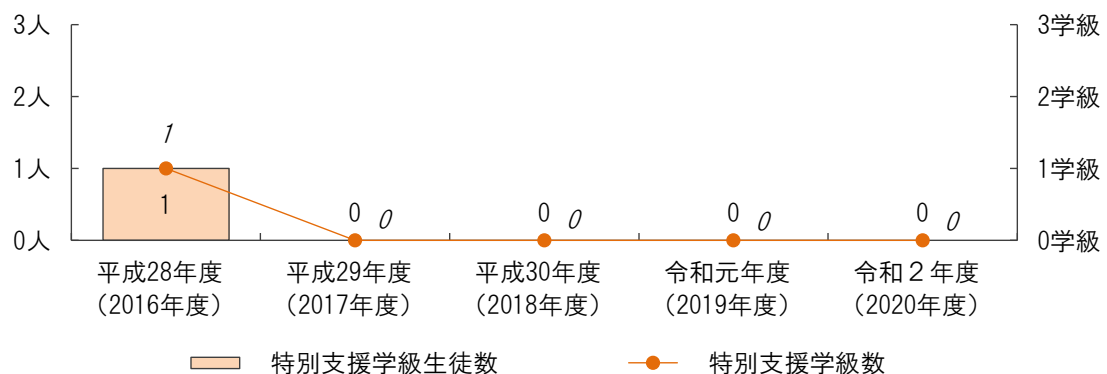 3人
3学級
2人
2学級
1
1人
1学級
1
0 0
0 0
0 0
0 0
0人
0学級
平成28年度
(2016年度)
平成29年度
(2017年度)
平成30年度
(2018年度)
令和元年度
(2019年度)
令和２年度
(2020年度)
特別支援学級生徒数
特別支援学級数